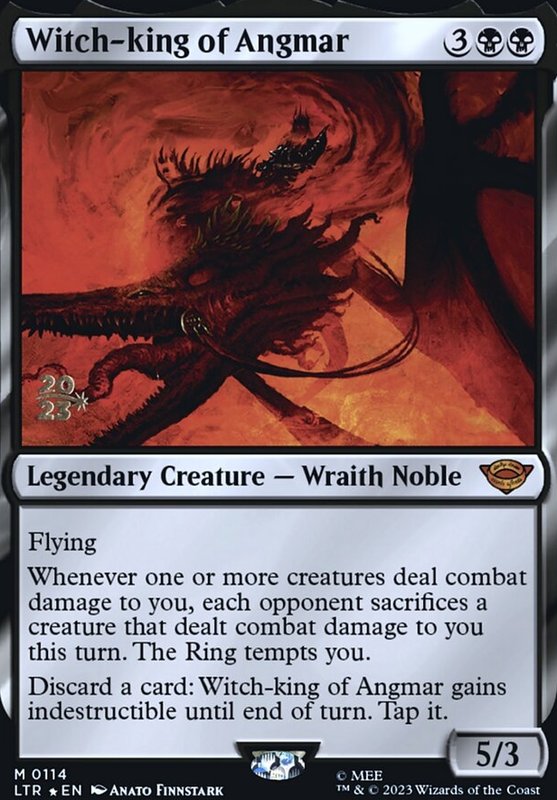 Witch-king of Angmar 3
20
23
Legendary Creature — Wraith Noble
Flying
Whenever one or more creatures deal combat
damage to you, each opponent sacrifices a
creature that dealt combat damage to you
this turn. The Ring tempts you.
Discard a card: Witch-king of Angmar gains
indestructible until end of turn. Tap it.
5/3
M 0114
LTR ★ EN Anato Finnstark
© MEE
™ & © 2023 Wizards of the Coast